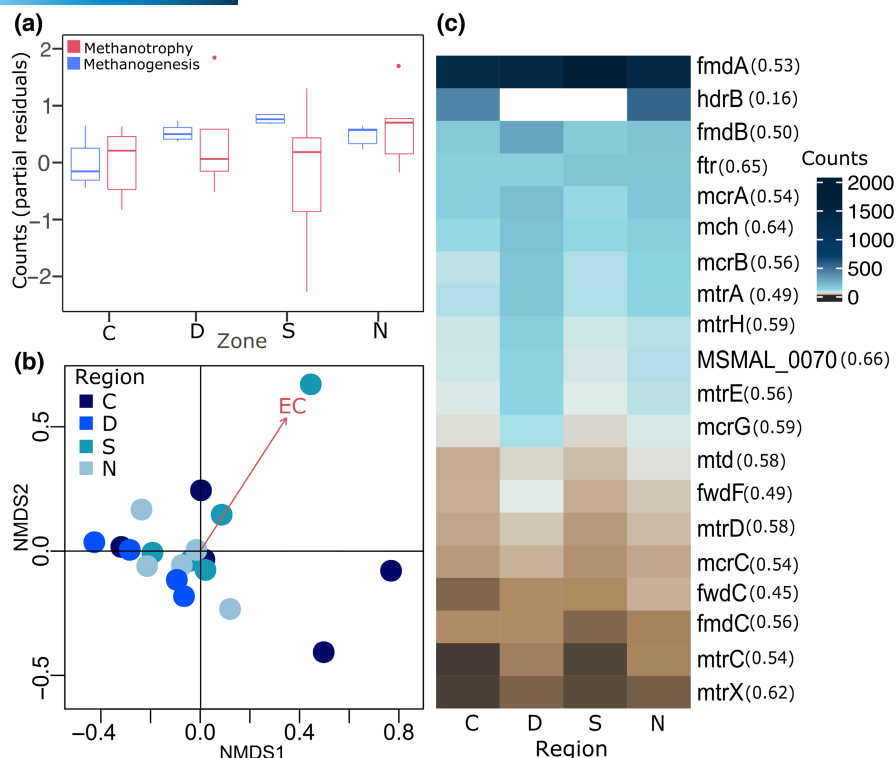 (a)
Methanotrophy
Methanogenesis
Counts (partial residuals)
2
1
0
−1
−2
C D S N
Zone
(b)
Region
C
D
S
N
EC
NMDS2
0.5
0.0
−0.5
−0.4 0.0 0.4 0.8
NMDS1
(c)
fmdA (0.53)
hdrB (0.16)
fmdB (0.50)
ftr (0.65)
mcrA (0.54)
mch (0.64)
mcrB (0.56)
mtrA (0.49)
mtrH (0.59)
MSMAL_0070 (0.66)
mtrE (0.56)
mcrG (0.59)
mtd (0.58)
fwdF (0.49)
mtrD (0.58)
mcrC (0.54)
fwdC (0.45)
fmdC (0.56)
mtrC (0.54)
mtrX (0.62)
C D S N
Region
Counts
2000
1500
1000
500
0